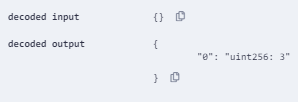 decoded input {}
decoded output {
"0": "uint256: 3"
}